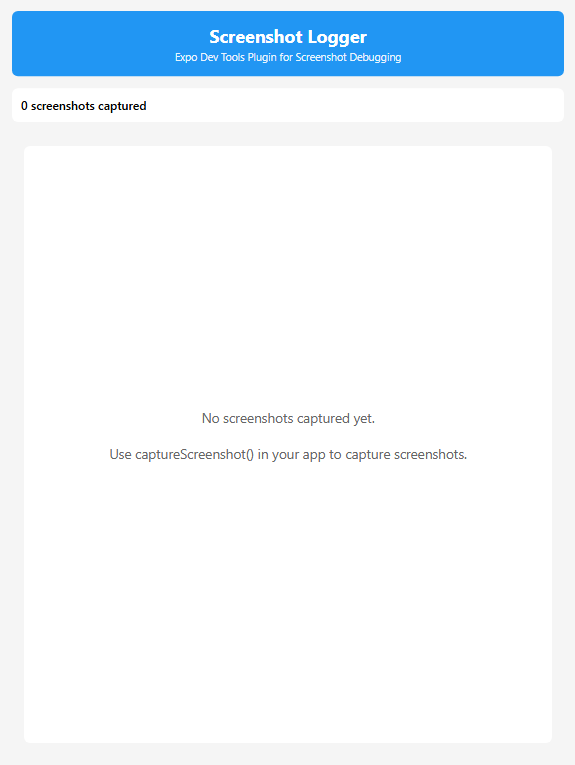 Screenshot Logger
Expo Dev Tools Plugin for Screenshot Debugging
0 screenshots captured
No screenshots captured yet.
Use captureScreenshot() in your app to capture screenshots.